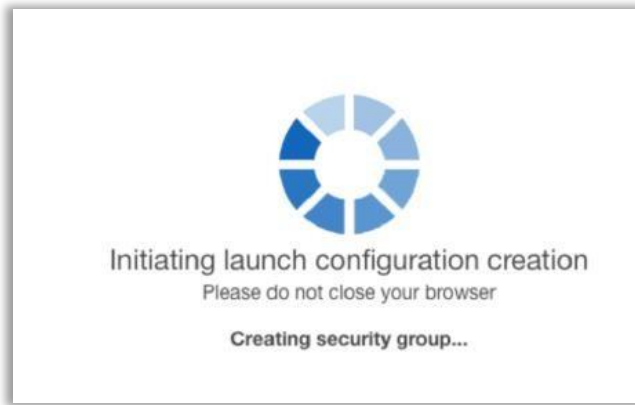 Initiating launch configuration creation
Please do not close your browser
Creating security group...